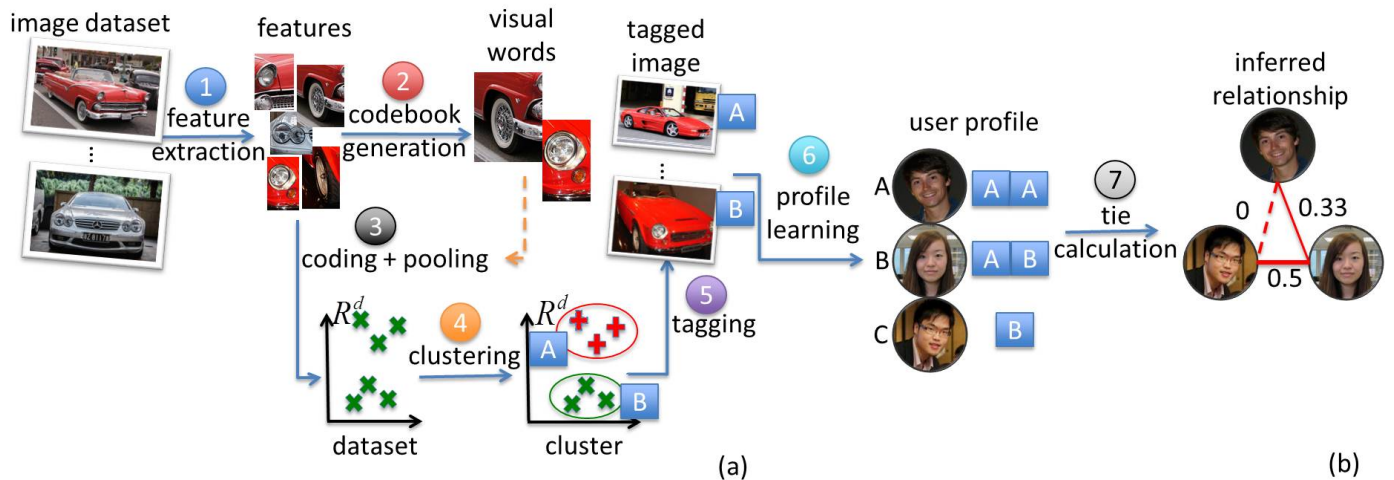 image dataset
features
visual
words
tagged
image
inferred
relationship
1
feature
extraction
2
codebook
generation
A
B
6
profile
learning
user profile
A
A A
B
A B
C
B
7
tie
calculation
0
0.33
0.5
3
coding + pooling
R^d
dataset
4
clustering
R^d
A
B
cluster
5
tagging
(a)
(b)